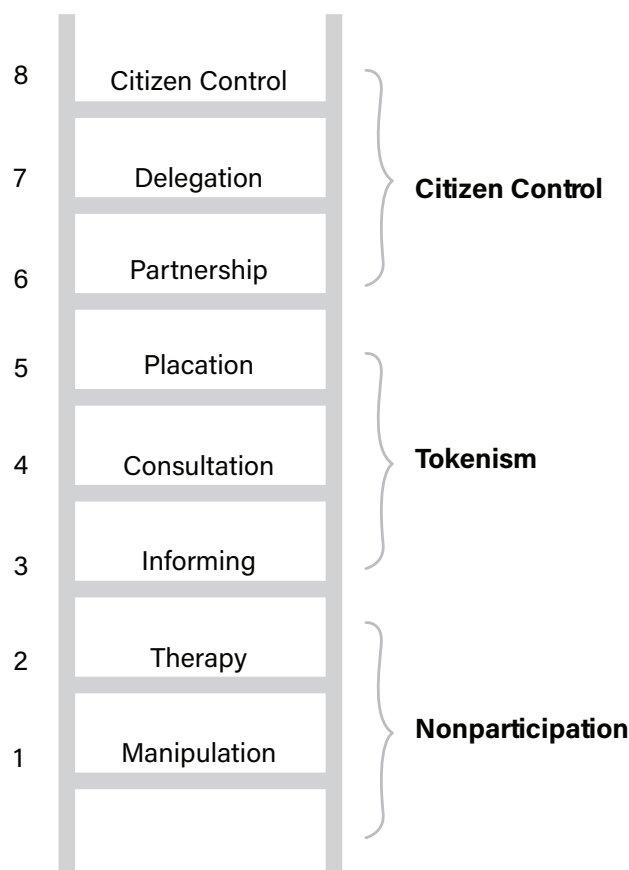 8 Citizen Control
7 Delegation
Citizen Control
6 Partnership
5 Placation
4 Consultation
Tokenism
3 Informing
2 Therapy
Nonparticipation
1 Manipulation